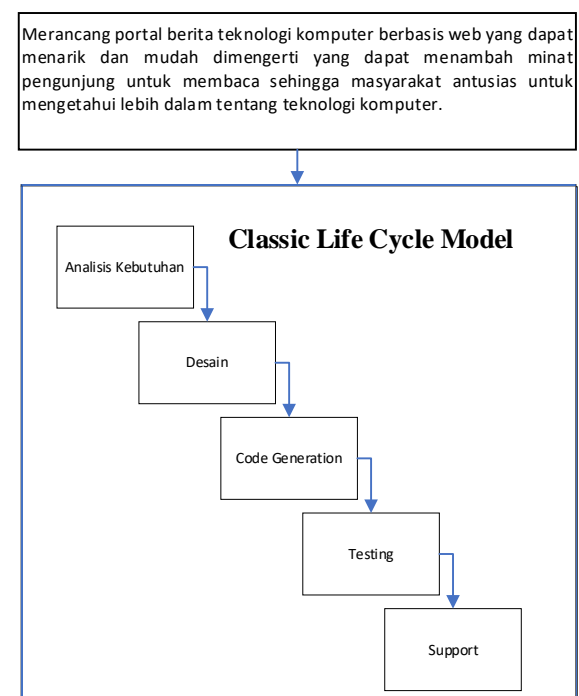 Merancang portal berita teknologi komputer berbasis web yang dapat
menarik dan mudah dimengerti yang dapat menambah minat
pengunjung untuk membaca sehingga masyarakat antusias untuk
mengetahui lebih dalam tentang teknologi komputer.
Classic Life Cycle Model
Analisis Kebutuhan
Desain
Code Generation
Testing
Support